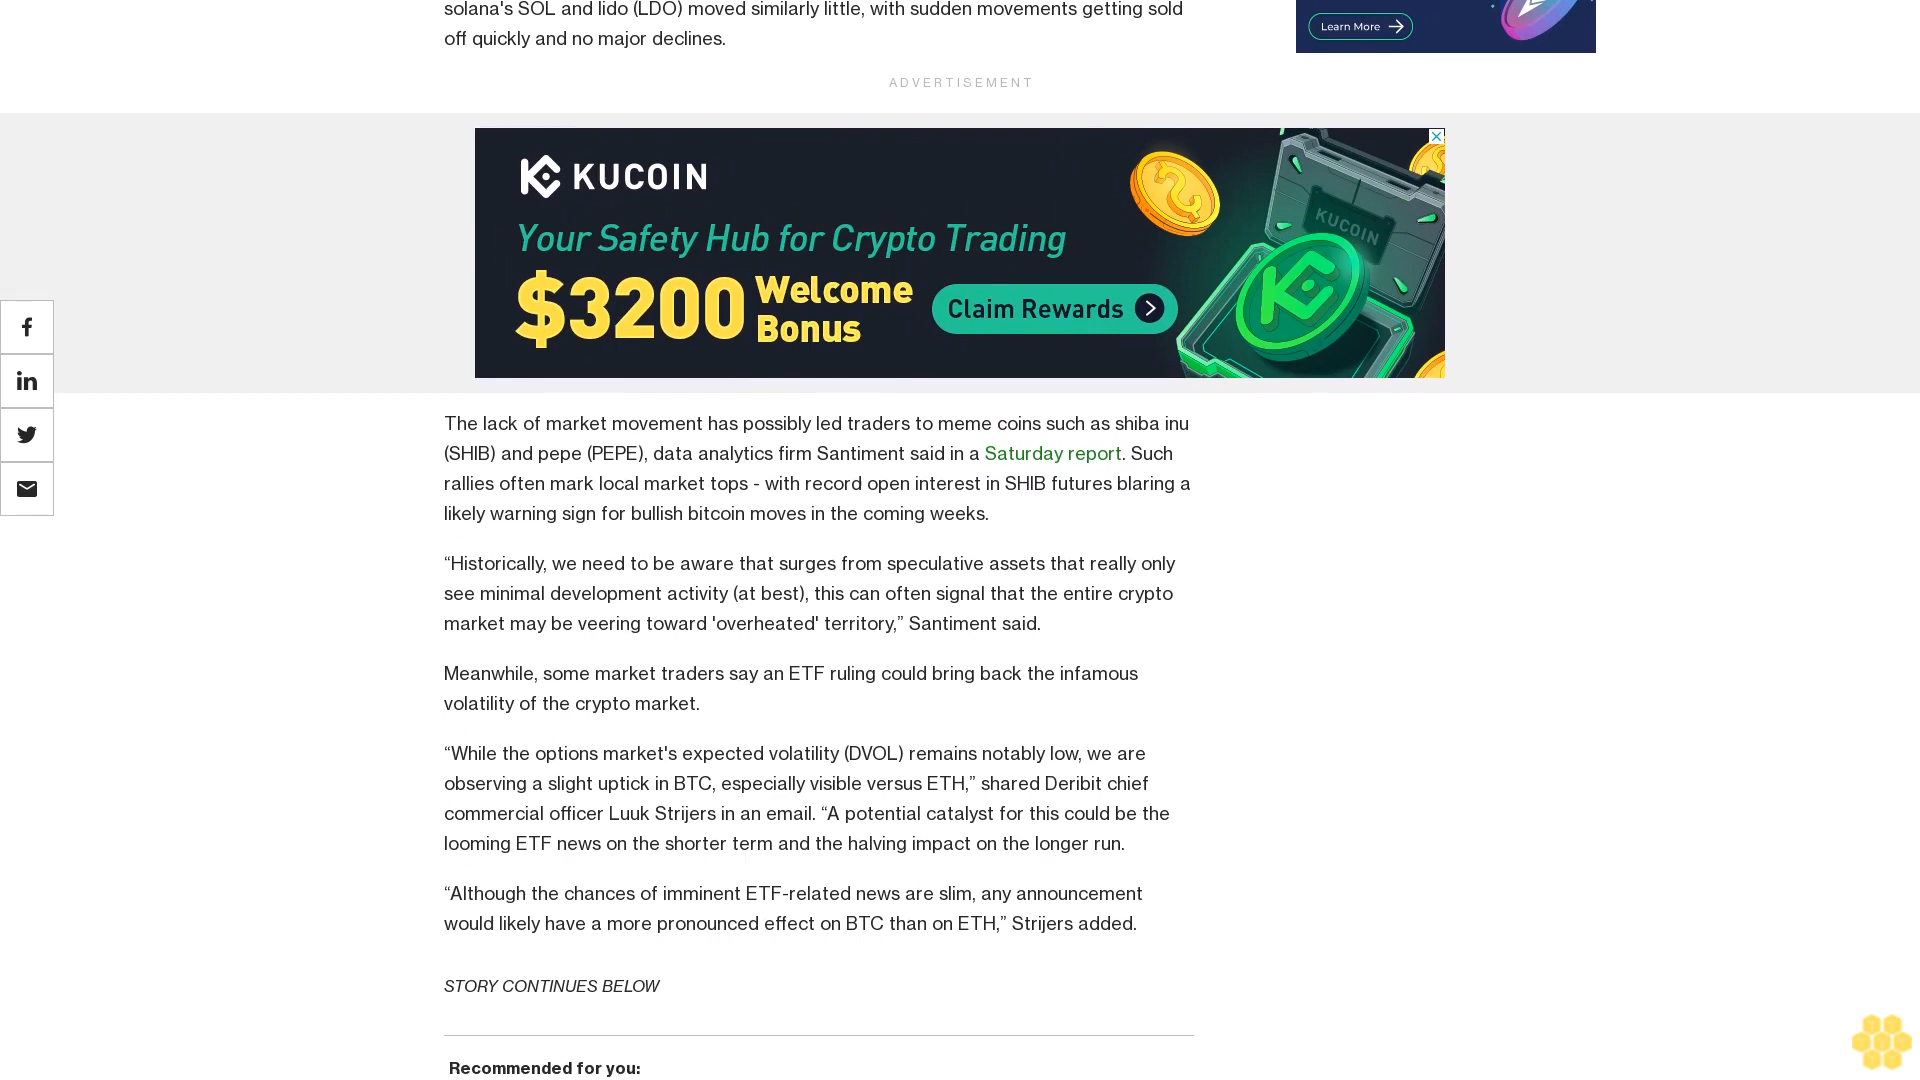 solana's SOL and lido (LDO) moved similarly little, with sudden movements getting sold
off quickly and no major declines.
Learn More
ADVERTISEMENT
KUCOIN
Your Safety Hub for Crypto Trading
$3200 Welcome
Bonus
Claim Rewards
KUCOIN
The lack of market movement has possibly led traders to meme coins such as shiba inu
(SHIB) and pepe (PEPE), data analytics firm Santiment said in a Saturday report. Such
rallies often mark local market tops - with record open interest in SHIB futures blaring a
likely warning sign for bullish bitcoin moves in the coming weeks.
“Historically, we need to be aware that surges from speculative assets that really only
see minimal development activity (at best), this can often signal that the entire crypto
market may be veering toward 'overheated' territory,” Santiment said.
Meanwhile, some market traders say an ETF ruling could bring back the infamous
volatility of the crypto market.
“While the options market's expected volatility (DVOL) remains notably low, we are
observing a slight uptick in BTC, especially visible versus ETH,” shared Deribit chief
commercial officer Luuk Strijers in an email. “A potential catalyst for this could be the
looming ETF news on the shorter term and the halving impact on the longer run.
“Although the chances of imminent ETF-related news are slim, any announcement
would likely have a more pronounced effect on BTC than on ETH,” Strijers added.
STORY CONTINUES BELOW
Recommended for you: